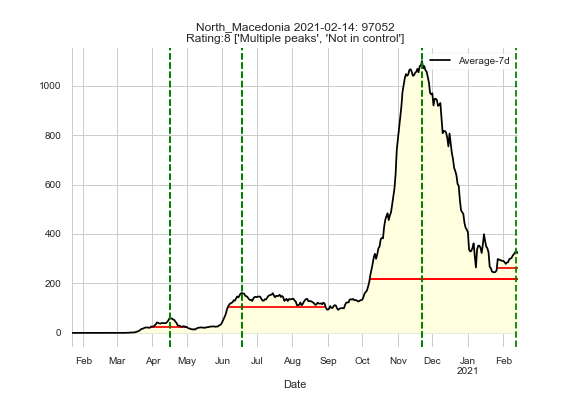 North_Macedonia 2021-02-14: 97052
Rating:8 ['Multiple peaks', 'Not in control']
Average-7d
1000
800
600
400
200
0
Feb Mar Apr May Jun Jul Aug Sep Oct Nov Dec Jan Feb
2021
Date